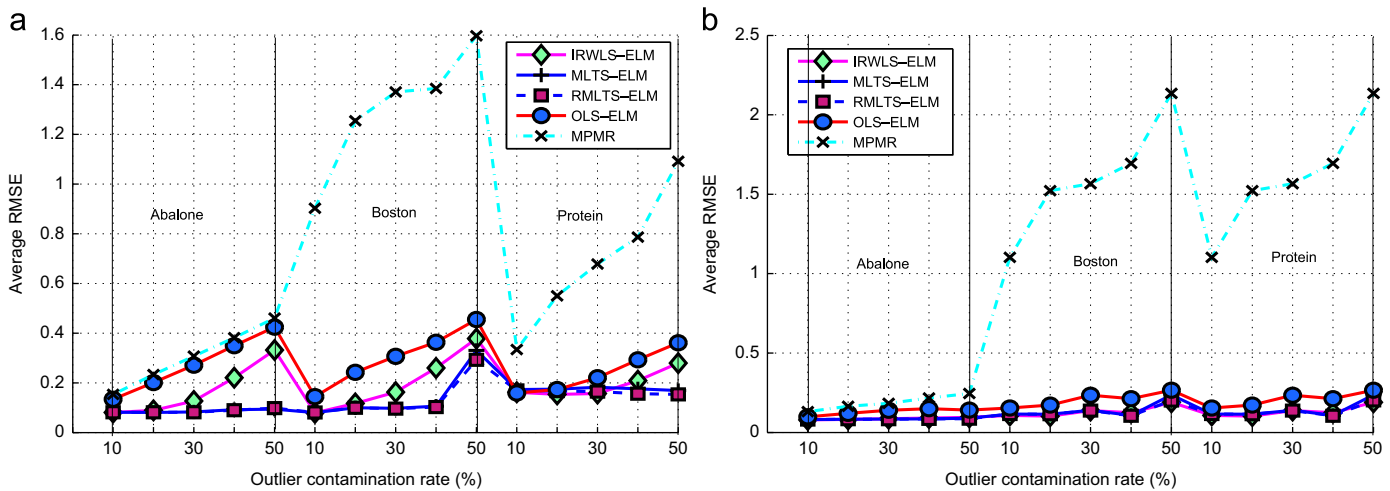 a
Average RMSE
1.6
1.4
1.2
1
0.8
0.6
0.4
0.2
0
IRWLS–ELM
MLTS–ELM
RMLTS–ELM
OLS–ELM
MPMR
Abalone
Boston
Protein
10
30
50
10
30
50
10
30
50
Outlier contamination rate (%)
b
Average RMSE
2.5
2
1.5
1
0.5
0
IRWLS–ELM
MLTS–ELM
RMLTS–ELM
OLS–ELM
MPMR
Abalone
Boston
Protein
10
30
50
10
30
50
10
30
50
Outlier contamination rate (%)